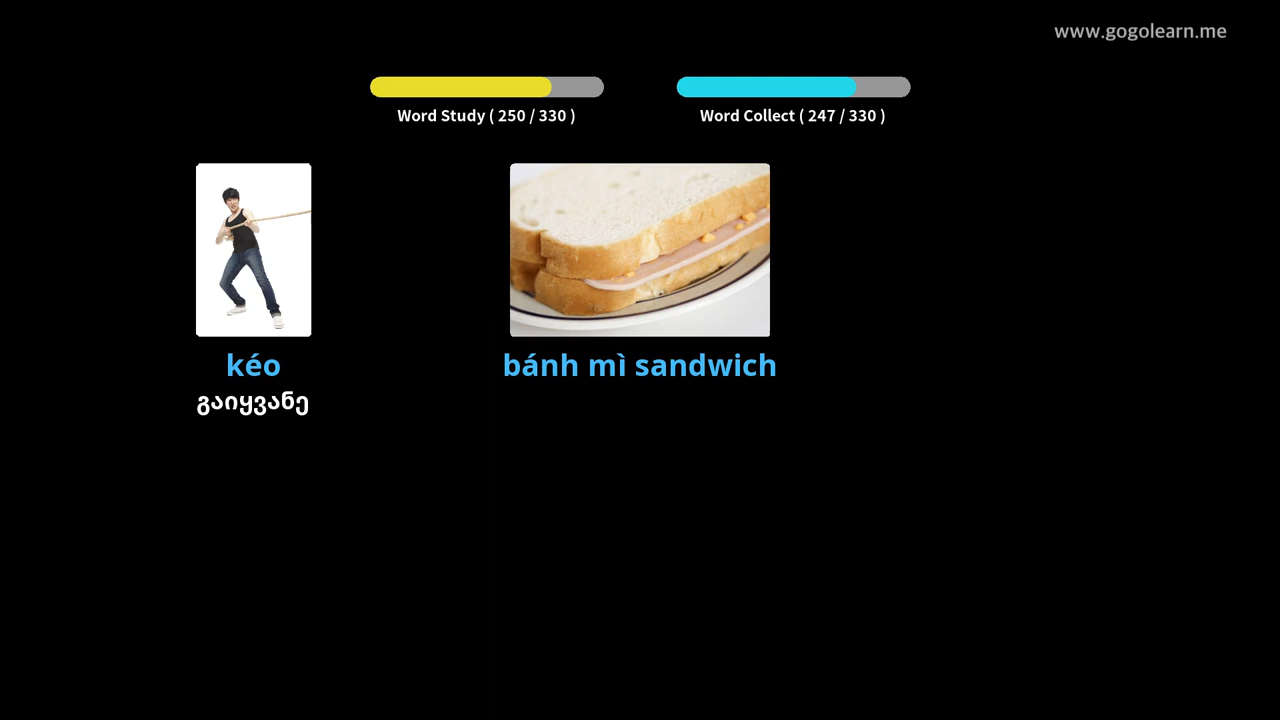 www.gogolearn.me
Word Study ( 250 / 330 )
Word Collect ( 247 / 330 )
kéo
გაიყვანე
bánh mì sandwich